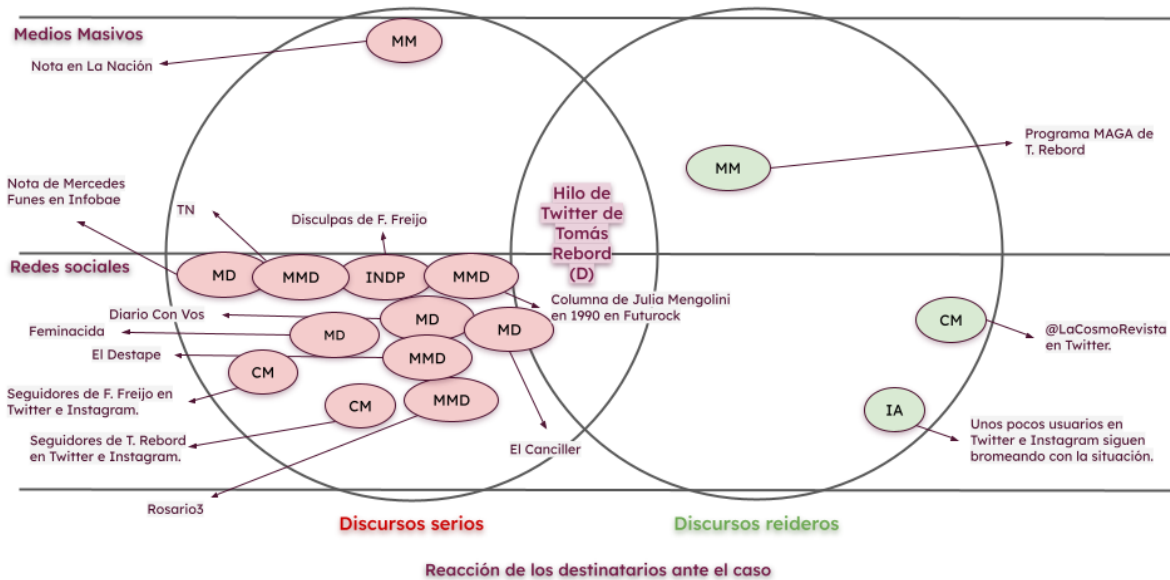 Medios Masivos
MM
Nota en La Nación
Programa MAGA de
T. Rebord
MM
Nota de Mercedes
Funes en Infobae
TN
Disculpas de F. Freijo
Hilo de
Twitter de
Tomás
Rebord
(D)
Redes sociales
MD
MMD
INDP
MMD
Columna de Julia Mengolini
en 1990 en Futurock
Diario Con Vos
MD
Feminacida
MD
MD
CM
@LaCosmoRevista
en Twitter.
El Destape
MMD
CM
Seguidores de F. Freijo en
Twitter e Instagram.
CM
MMD
IA
Unos pocos usuarios en
Twitter e Instagram siguen
bromeando con la situación.
Seguidores de T. Rebord
en Twitter e Instagram.
El Canciller
Rosario3
Discursos serios
Discursos reideros
Reacción de los destinatarios ante el caso